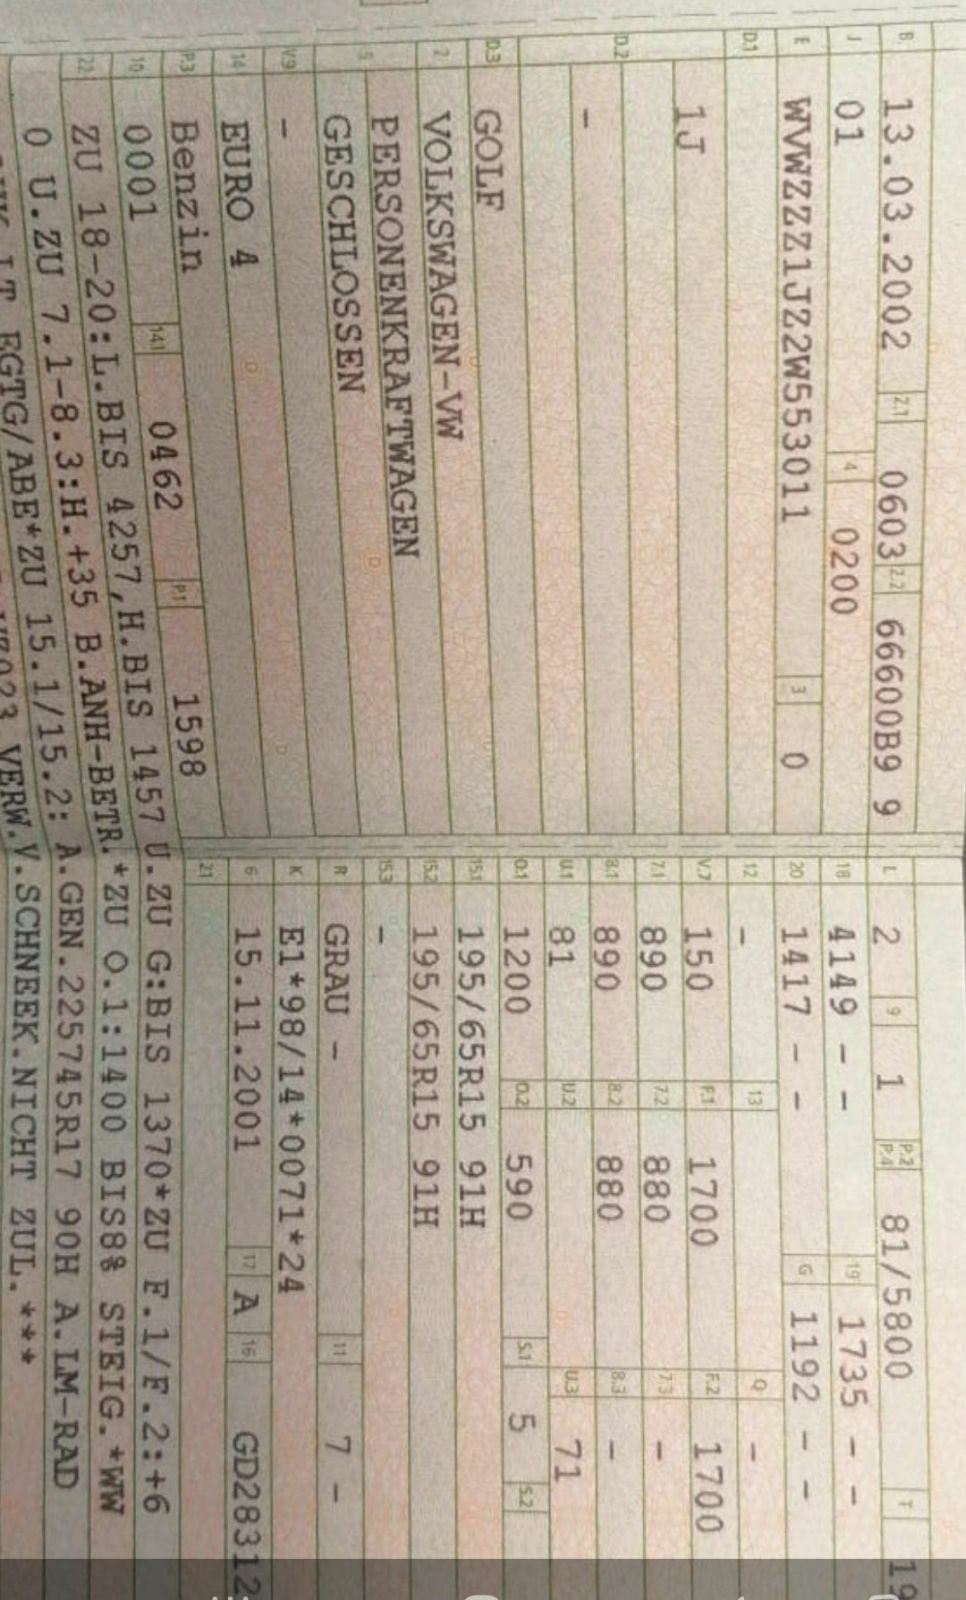 B 13.03.2002 2.1 0603 2.2 66600B9 9
J 01 4 0200
E WVWZZZ1JZ2W553011 3 0
D.1
1J
D.2
-
D.3 GOLF
2 VOLKSWAGEN-VW
PERSONENKRAFTWAGEN
5 GESCHLOSSEN
V.9 -
14 EURO 4
P.3 Benzin
10 0001 14.1 0462 P.1 1598
L 2 9 1 P.2 P.4 81/5800 T 19
18 4149 - - 19 1735 - -
20 1417 - - G 1192 - -
12 - 13 Q -
V.7 150 F.1 1700 F.2 1700
7.1 890 7.2 880 7.3 -
8.1 890 8.2 880 8.3 -
U.1 81 U.2 U.3 71
O.1 1200 O.2 590 S.1 5 S.2
15.1 195/65R15 91H
15.2 195/65R15 91H
15.3 -
R GRAU - 11 7 -
K E1*98/14*0071*24
6 15.11.2001 17 A 16 GD28312
21
22 ZU 18-20:L.BIS 4257,H.BIS 1457 U.ZU G:BIS 1370*ZU F.1/F.2:+6
0 U.ZU 7.1-8.3:H.+35 B.ANH-BETR.*ZU O.1:1400 BIS8% STEIG.*WW
LT EGTG/ABE*ZU 15.1/15.2: A.GEN.225745R17 90H A.LM-RAD
VERW.V.SCHNEEK.NICHT ZUL.***